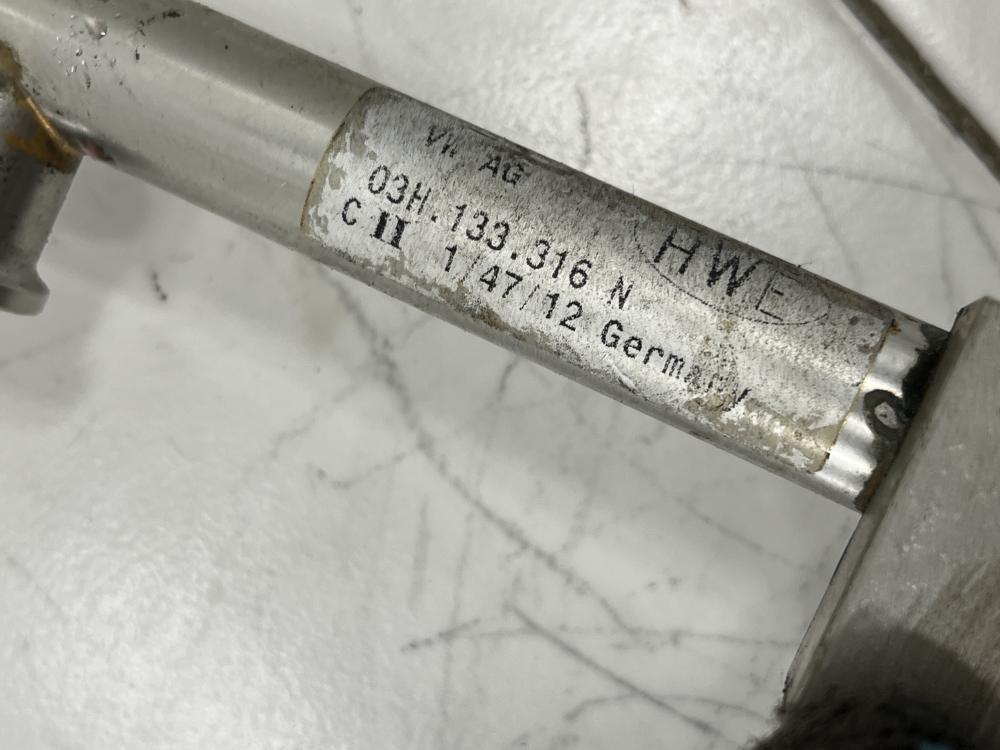 VW AG
03H.133.316 N
HWE
C II 1/47/12 Germany